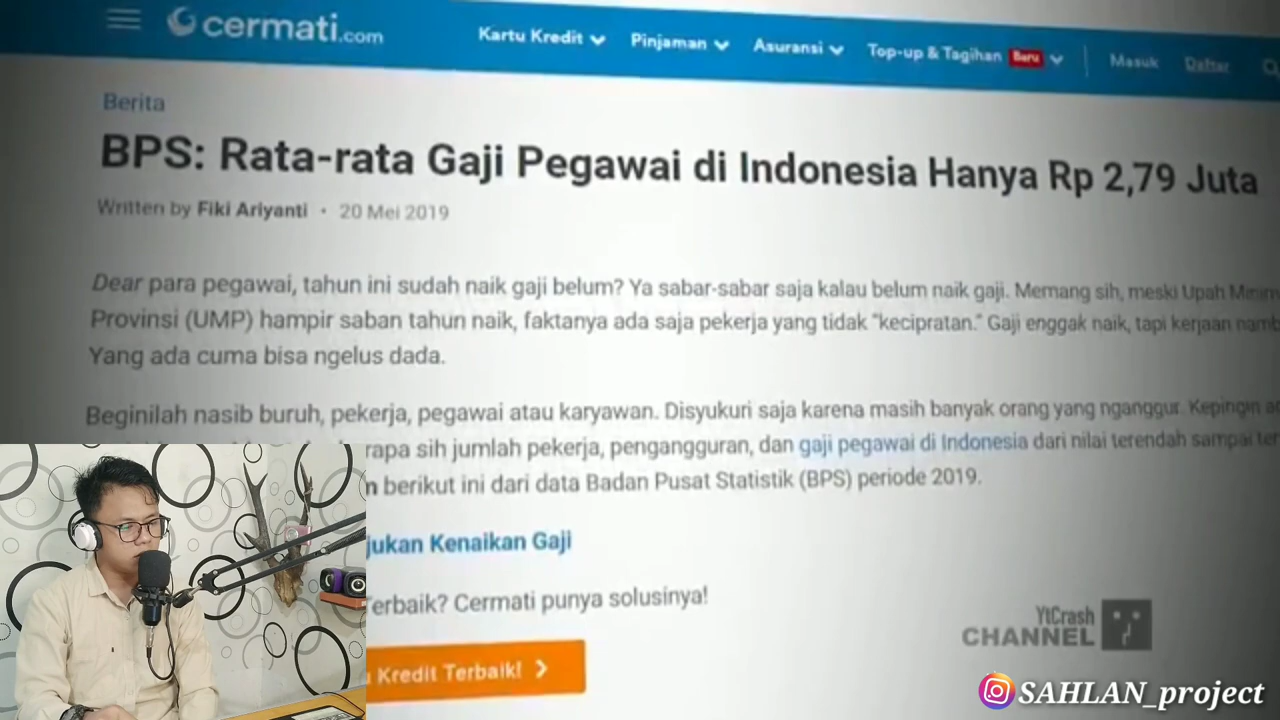 cermati.com
Kartu Kredit Pinjaman Asuransi Top-up & Tagihan Baru Masuk Daftar
Berita
BPS: Rata-rata Gaji Pegawai di Indonesia Hanya Rp 2,79 Juta
Written by Fiki Ariyanti • 20 Mei 2019
Dear para pegawai, tahun ini sudah naik gaji belum? Ya sabar-sabar saja kalau belum naik gaji. Memang sih, meski Upah
Provinsi (UMP) hampir saban tahun naik, faktanya ada saja pekerja yang tidak "kecipratan." Gaji enggak naik, tapi kerjaan
Yang ada cuma bisa ngelus dada.
Beginilah nasib buruh, pekerja, pegawai atau karyawan. Disyukuri saja karena masih banyak orang yang nganggur. Kepingin
sih jumlah pekerja, pengangguran, dan gaji pegawai di Indonesia dari nilai terendah sampai
berikut ini dari data Badan Pusat Statistik (BPS) periode 2019.
Kenaikan Gaji
Cermati punya solusinya!
Kredit Terbaik!
YtCrash
CHANNEL
SAHLAN_project